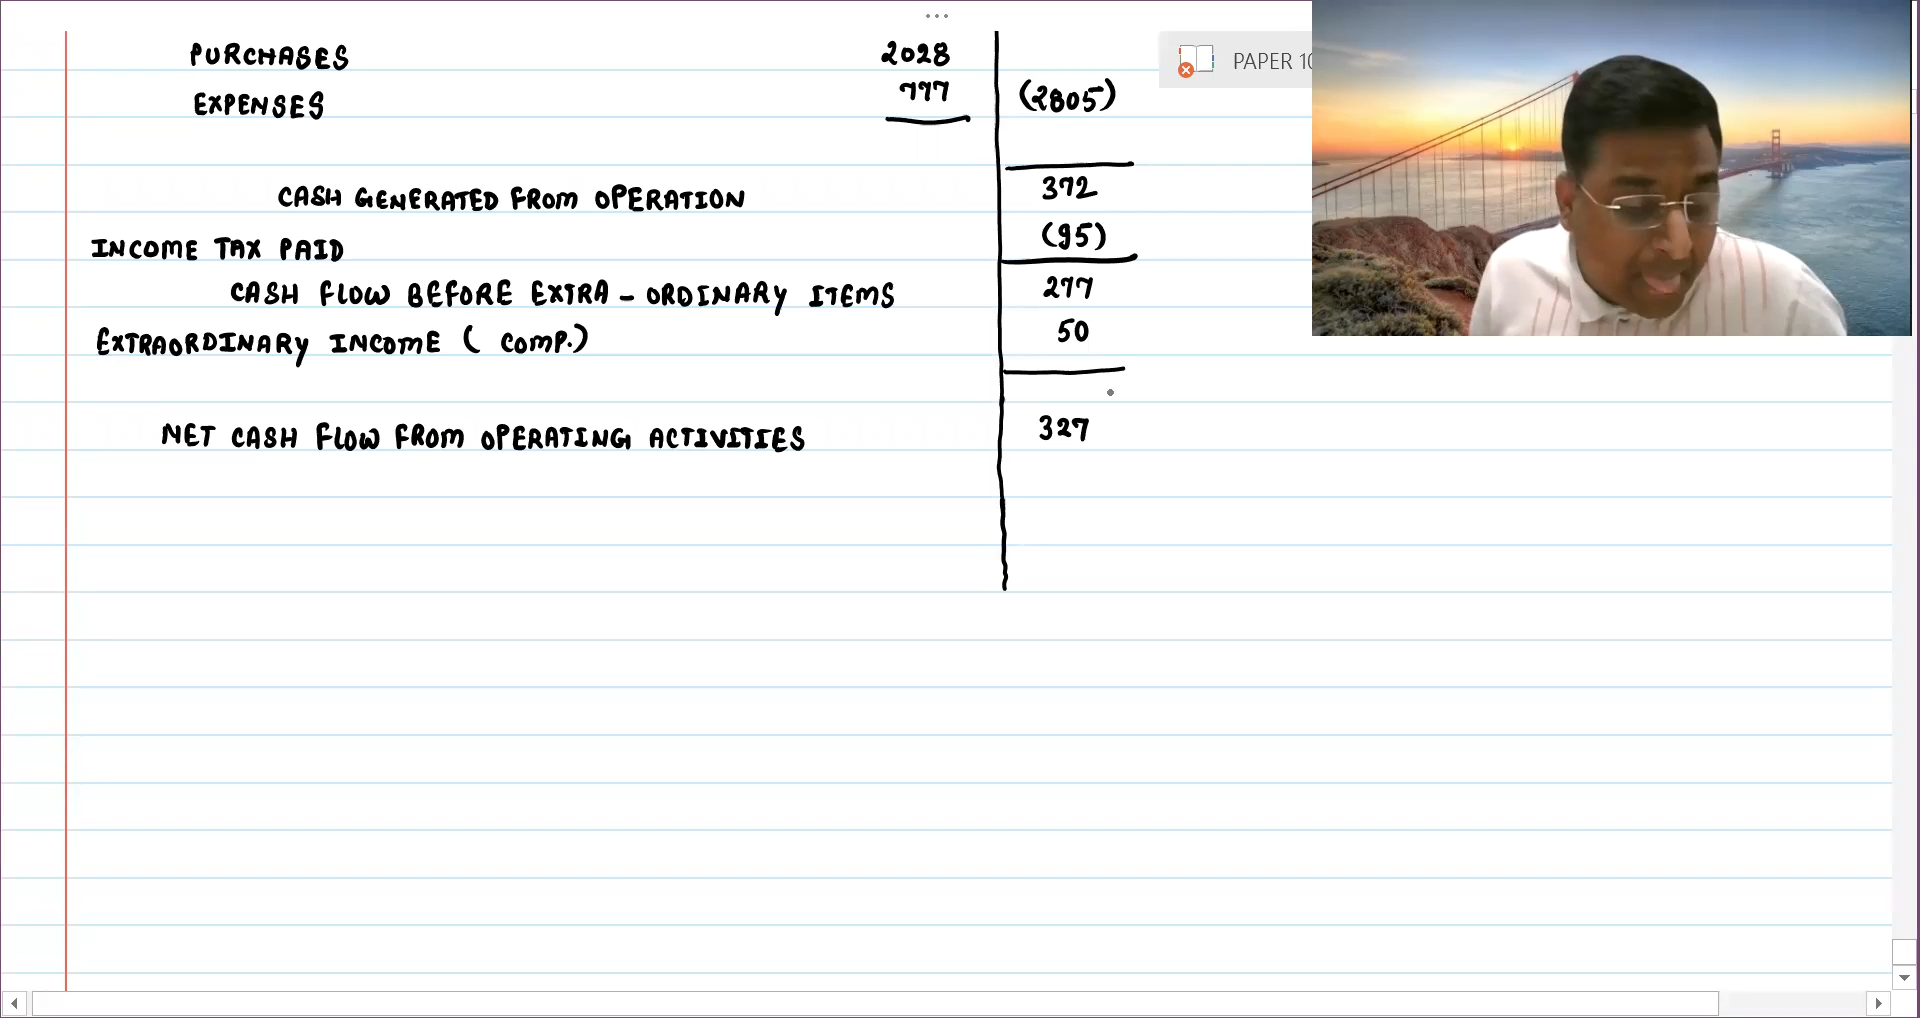 PURCHASES 2028
PAPER 10
EXPENSES 777 (2805)
CASH GENERATED FROM OPERATION 372
INCOME TAX PAID (95)
CASH FLOW BEFORE EXTRA - ORDINARY ITEMS 277
EXTRAORDINARY INCOME ( COMP.) 50
NET CASH FLOW FROM OPERATING ACTIVITIES 327